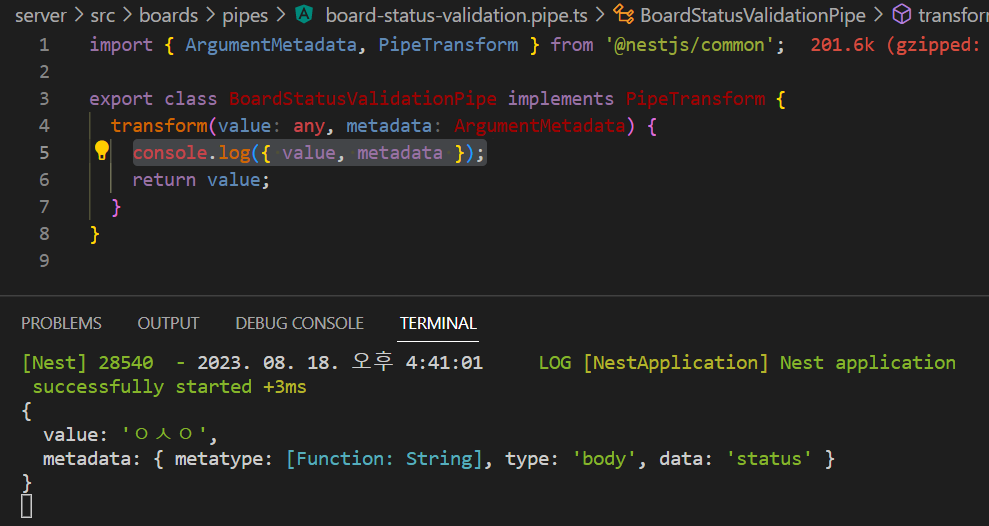 server > src > boards > pipes > board-status-validation.pipe.ts > BoardStatusValidationPipe > transform
1 import { ArgumentMetadata, PipeTransform } from '@nestjs/common'; 201.6k (gzipped:
2
3 export class BoardStatusValidationPipe implements PipeTransform {
4 transform(value: any, metadata: ArgumentMetadata) {
5 console.log({ value, metadata });
6 return value;
7 }
8 }
9
PROBLEMS OUTPUT DEBUG CONSOLE TERMINAL
[Nest] 28540  - 2023. 08. 18. 오후 4:41:01 LOG [NestApplication] Nest application
successfully started +3ms
{
value: 'ㅇㅅㅇ',
metadata: { metatype: [Function: String], type: 'body', data: 'status' }
}